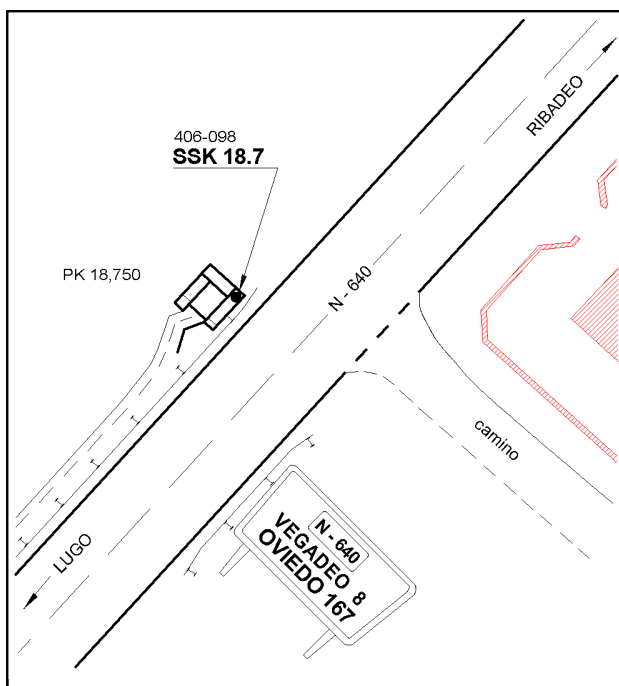 RIBADEO
406-098
SSK 18.7
PK 18,750
N - 640
camino
LUGO
N - 640
VEGADEO 8
OVIEDO 167